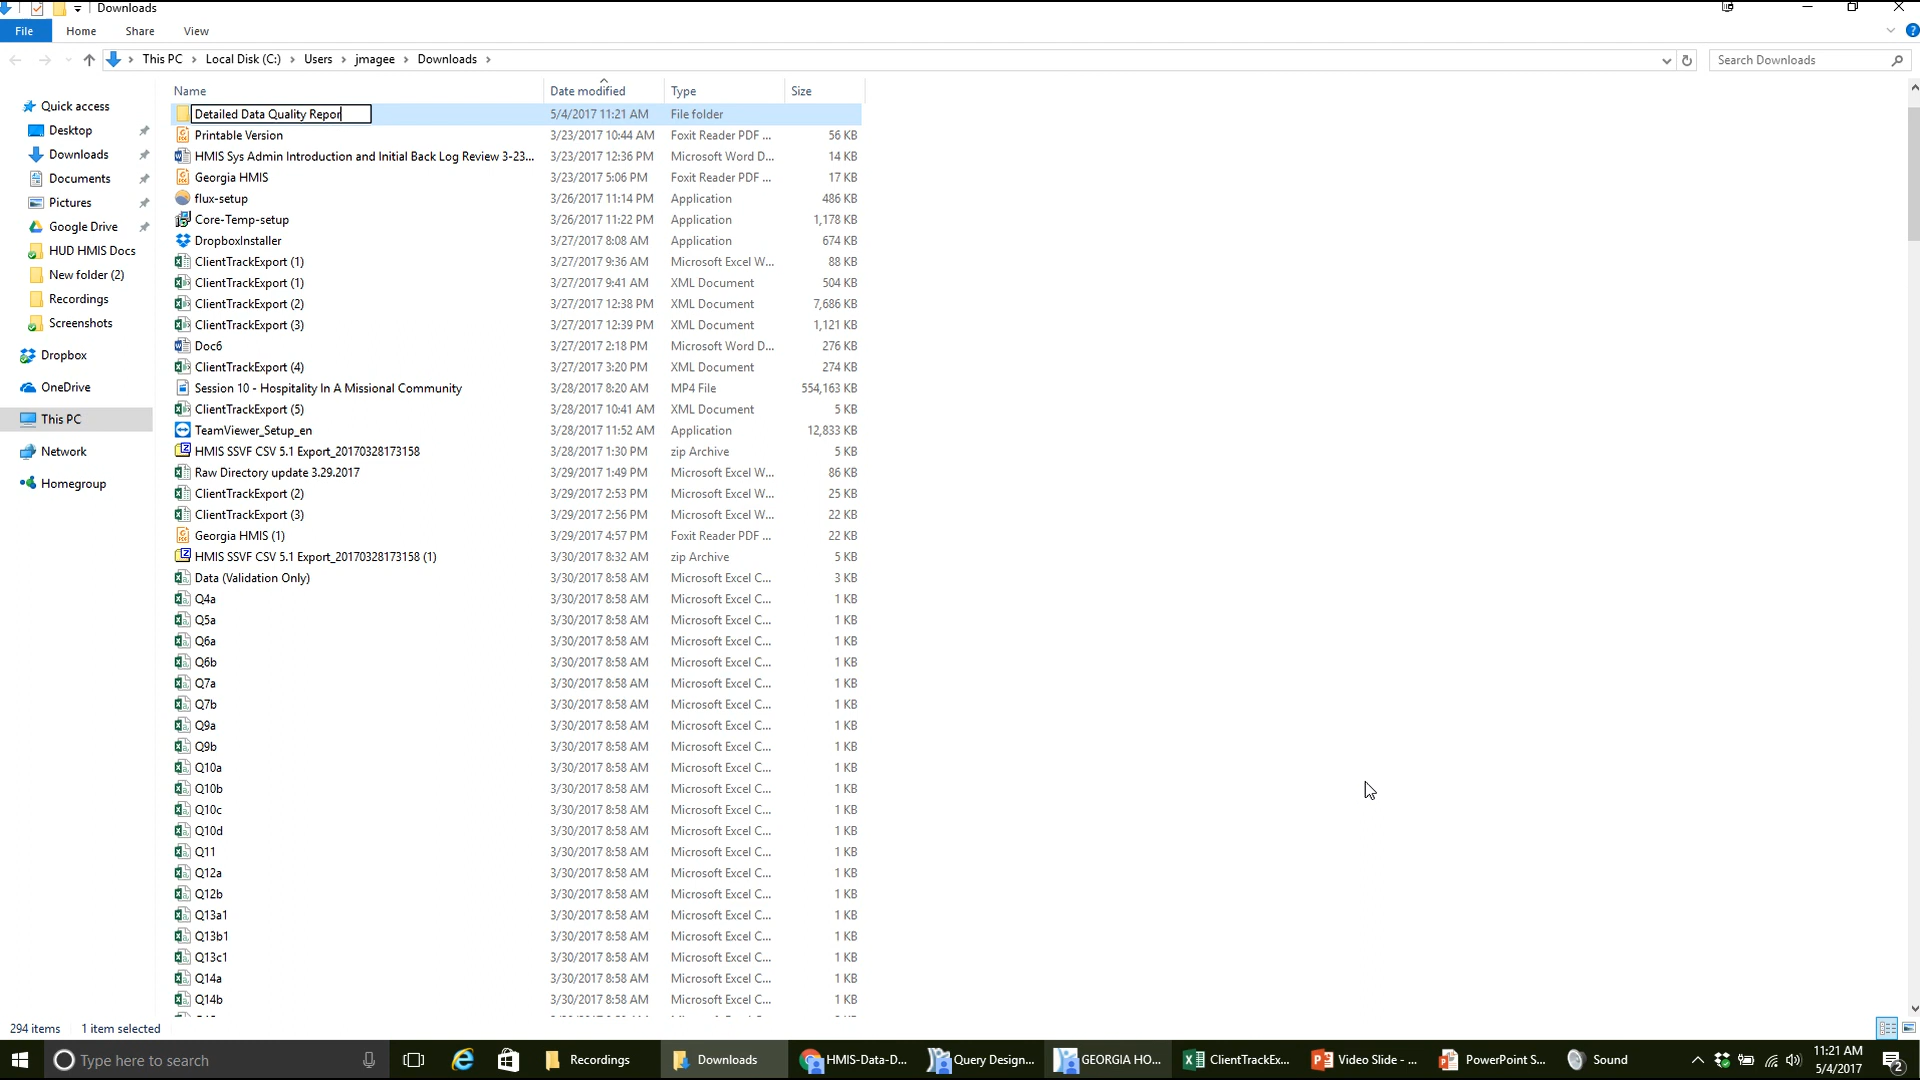 Downloads
File Home Share View
This PC Local Disk (C:) Users jmagee Downloads Search Downloads
Name Date modified Type Size
Quick access
Desktop
Downloads
Documents
Pictures
Google Drive
HUD HMIS Docs
New folder (2)
Recordings
Screenshots
Dropbox
OneDrive
This PC
Network
Homegroup
Detailed Data Quality Repor 5/4/2017 11:21 AM File folder
Printable Version 3/23/2017 10:44 AM Foxit Reader PDF ... 56 KB
HMIS Sys Admin Introduction and Initial Back Log Review 3-23... 3/23/2017 12:36 PM Microsoft Word D... 14 KB
Georgia HMIS 3/23/2017 5:06 PM Foxit Reader PDF ... 17 KB
flux-setup 3/26/2017 11:14 PM Application 486 KB
Core-Temp-setup 3/26/2017 11:22 PM Application 1,178 KB
DropboxInstaller 3/27/2017 8:08 AM Application 674 KB
ClientTrackExport (1) 3/27/2017 9:36 AM Microsoft Excel W... 88 KB
ClientTrackExport (1) 3/27/2017 9:41 AM XML Document 504 KB
ClientTrackExport (2) 3/27/2017 12:38 PM XML Document 7,686 KB
ClientTrackExport (3) 3/27/2017 12:39 PM XML Document 1,121 KB
Doc6 3/27/2017 2:18 PM Microsoft Word D... 276 KB
ClientTrackExport (4) 3/27/2017 3:20 PM XML Document 274 KB
Session 10 - Hospitality In A Missional Community 3/28/2017 8:20 AM MP4 File 554,163 KB
ClientTrackExport (5) 3/28/2017 10:41 AM XML Document 5 KB
TeamViewer_Setup_en 3/28/2017 11:52 AM Application 12,833 KB
HMIS SSVF CSV 5.1 Export_20170328173158 3/28/2017 1:30 PM zip Archive 5 KB
Raw Directory update 3.29.2017 3/29/2017 1:49 PM Microsoft Excel W... 86 KB
ClientTrackExport (2) 3/29/2017 2:53 PM Microsoft Excel W... 25 KB
ClientTrackExport (3) 3/29/2017 2:56 PM Microsoft Excel W... 22 KB
Georgia HMIS (1) 3/29/2017 4:57 PM Foxit Reader PDF ... 22 KB
HMIS SSVF CSV 5.1 Export_20170328173158 (1) 3/30/2017 8:32 AM zip Archive 5 KB
Data (Validation Only) 3/30/2017 8:58 AM Microsoft Excel C... 3 KB
Q4a 3/30/2017 8:58 AM Microsoft Excel C... 1 KB
Q5a 3/30/2017 8:58 AM Microsoft Excel C... 1 KB
Q6a 3/30/2017 8:58 AM Microsoft Excel C... 1 KB
Q6b 3/30/2017 8:58 AM Microsoft Excel C... 1 KB
Q7a 3/30/2017 8:58 AM Microsoft Excel C... 1 KB
Q7b 3/30/2017 8:58 AM Microsoft Excel C... 1 KB
Q9a 3/30/2017 8:58 AM Microsoft Excel C... 1 KB
Q9b 3/30/2017 8:58 AM Microsoft Excel C... 1 KB
Q10a 3/30/2017 8:58 AM Microsoft Excel C... 1 KB
Q10b 3/30/2017 8:58 AM Microsoft Excel C... 1 KB
Q10c 3/30/2017 8:58 AM Microsoft Excel C... 1 KB
Q10d 3/30/2017 8:58 AM Microsoft Excel C... 1 KB
Q11 3/30/2017 8:58 AM Microsoft Excel C... 1 KB
Q12a 3/30/2017 8:58 AM Microsoft Excel C... 1 KB
Q12b 3/30/2017 8:58 AM Microsoft Excel C... 1 KB
Q13a1 3/30/2017 8:58 AM Microsoft Excel C... 1 KB
Q13b1 3/30/2017 8:58 AM Microsoft Excel C... 1 KB
Q13c1 3/30/2017 8:58 AM Microsoft Excel C... 1 KB
Q14a 3/30/2017 8:58 AM Microsoft Excel C... 1 KB
Q14b 3/30/2017 8:58 AM Microsoft Excel C... 1 KB
294 items 1 item selected
Type here to search Recordings Downloads HMIS-Data-D... Query Design... GEORGIA HO... ClientTrackEx... Video Slide - ... PowerPoint S... Sound 11:21 AM
5/4/2017 2